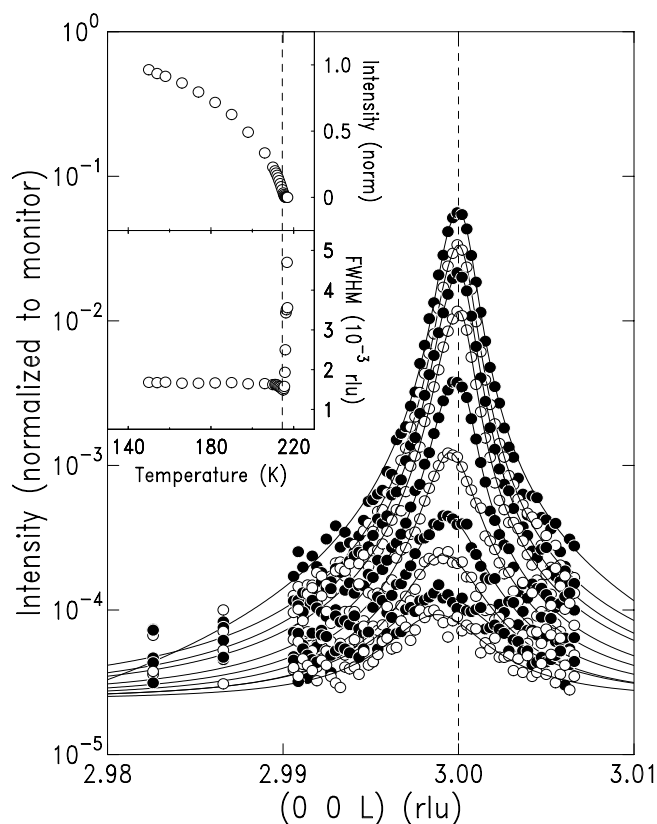 10^0
10^-1
10^-2
10^-3
10^-4
10^-5
Intensity (normalized to monitor)
1.0
0.5
0
Intensity (norm)
5
4
3
2
1
FWHM (10^-3 rlu)
140 180 217
Temperature (K)
2.98 2.99 3.00 3.01
(0 0 L) (rlu)